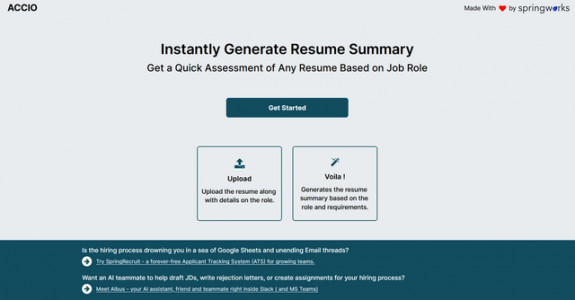 ACCIO
Made With ❤ by springworks
Instantly Generate Resume Summary
Get a Quick Assessment of Any Resume Based on Job Role
Get Started
Upload
Upload the resume along
with details on the role.
Voila !
Generates the resume
summary based on the
role and requirements.
Is the hiring process drowning you in a sea of Google Sheets and unending Email threads?
Try SpringRecruit - a forever-free Applicant Tracking System (ATS) for growing teams.
Want an AI teammate to help draft JDs, write rejection letters, or create assignments for your hiring process?
Meet Albus - your AI assistant, friend and teammate right inside Slack ( and MS Teams)